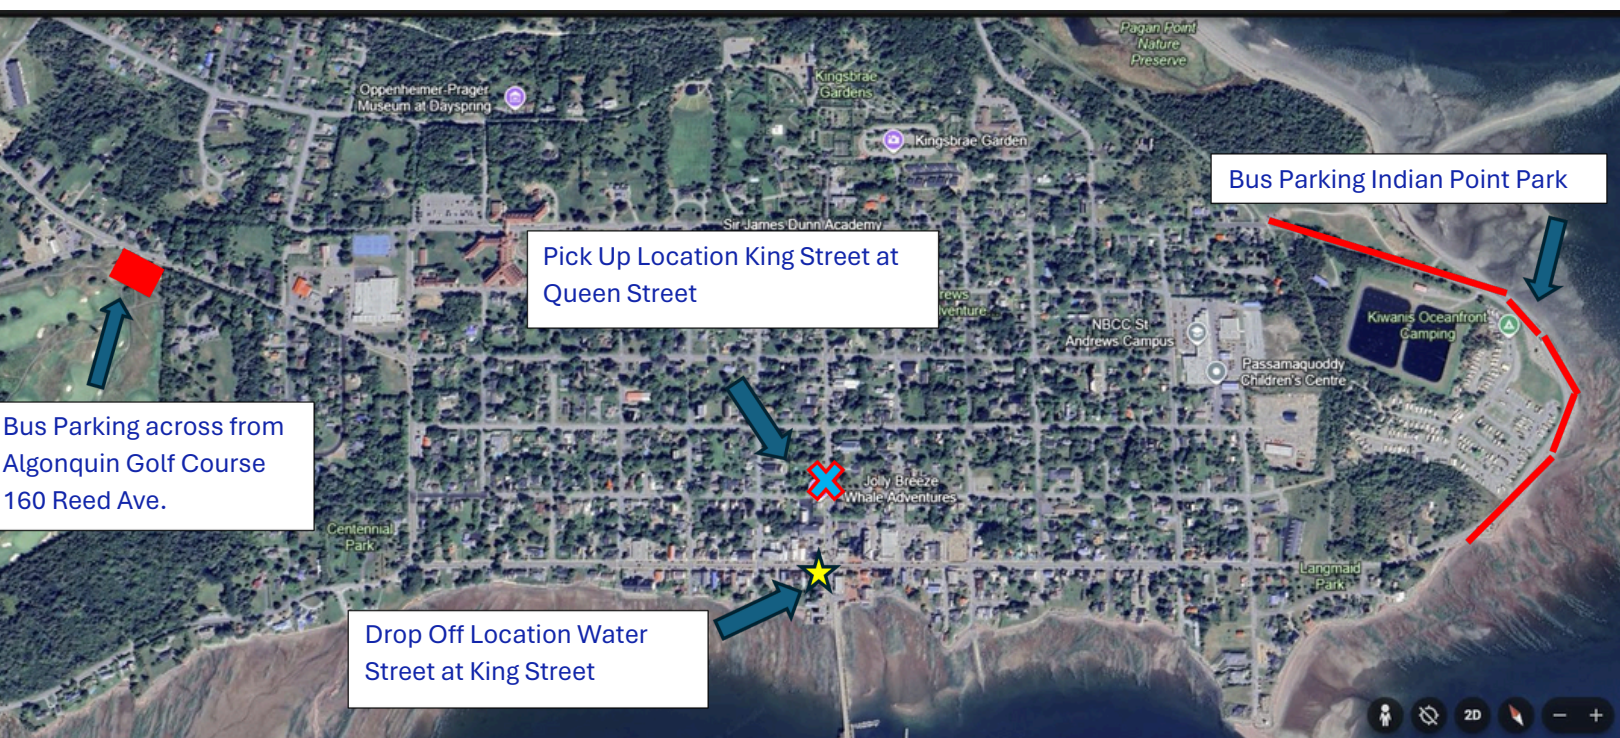 Pagan Point
Nature
Preserve
Oppenheimer-Prager
Museum at Dayspring
Kingsbrae
Gardens
Kingsbrae Garden
Bus Parking Indian Point Park
Sir James Dunn Academy
Pick Up Location King Street at
Queen Street
rews
lventure
NBCC St
Andrews Campus
Kiwanis Oceanfront
Camping
Passamaquoddy
Children's Centre
Bus Parking across from
Algonquin Golf Course
160 Reed Ave.
Jolly Breeze
Whale Adventures
Centennial
Park
Langmaid
Park
Drop Off Location Water
Street at King Street
2D